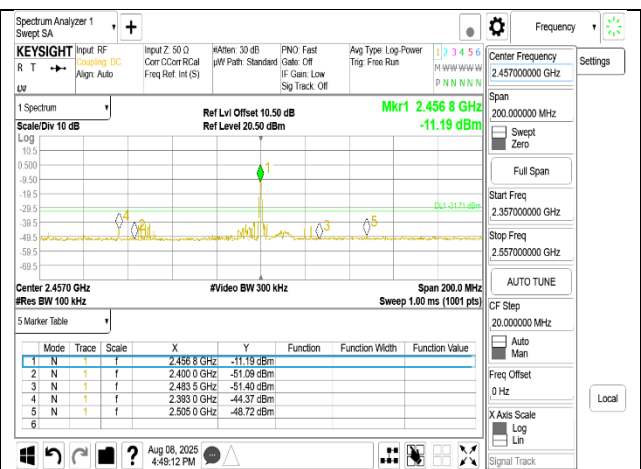 Spectrum Analyzer 1
Swept SA
+
Frequency
KEYSIGHT Input: RF Input Z: 50 Ω #Atten: 30 dB PNO: Fast Avg Type: Log-Power 1 2 3 4 5 6
R T Coupling: DC Corr CCorr RCal µW Path: Standard Gate: Off Trig: Free Run M W W W W W
Align: Auto Freq Ref: Int (S) IF Gain: Low P N N N N N
LXI Sig Track: Off
Center Frequency
2.457000000 GHz
Settings
Span
200.000000 MHz
Swept
Zero
Full Span
Start Freq
2.357000000 GHz
Stop Freq
2.557000000 GHz
AUTO TUNE
CF Step
20.000000 MHz
Auto
Man
Freq Offset
0 Hz
Local
X Axis Scale
Log
Lin
Signal Track
1 Spectrum
Scale/Div 10 dB
Ref Lvl Offset 10.50 dB
Ref Level 20.50 dBm
Mkr1 2.456 8 GHz
-11.19 dBm
Log
10.5
0.500
-9.50
-19.5
-29.5
-39.5
-49.5
-59.5
-69.5
1
DL1 -31.71 dBm
4
2
3
5
Center 2.4570 GHz #Video BW 300 kHz Span 200.0 MHz
#Res BW 100 kHz Sweep 1.00 ms (1001 pts)
5 Marker Table
Mode Trace Scale X Y Function Function Width Function Value
1 N 1 f 2.456 8 GHz -11.19 dBm
2 N 1 f 2.400 0 GHz -51.09 dBm
3 N 1 f 2.483 5 GHz -51.40 dBm
4 N 1 f 2.393 0 GHz -44.37 dBm
5 N 1 f 2.505 0 GHz -48.72 dBm
6
? Aug 08, 2025
4:49:12 PM